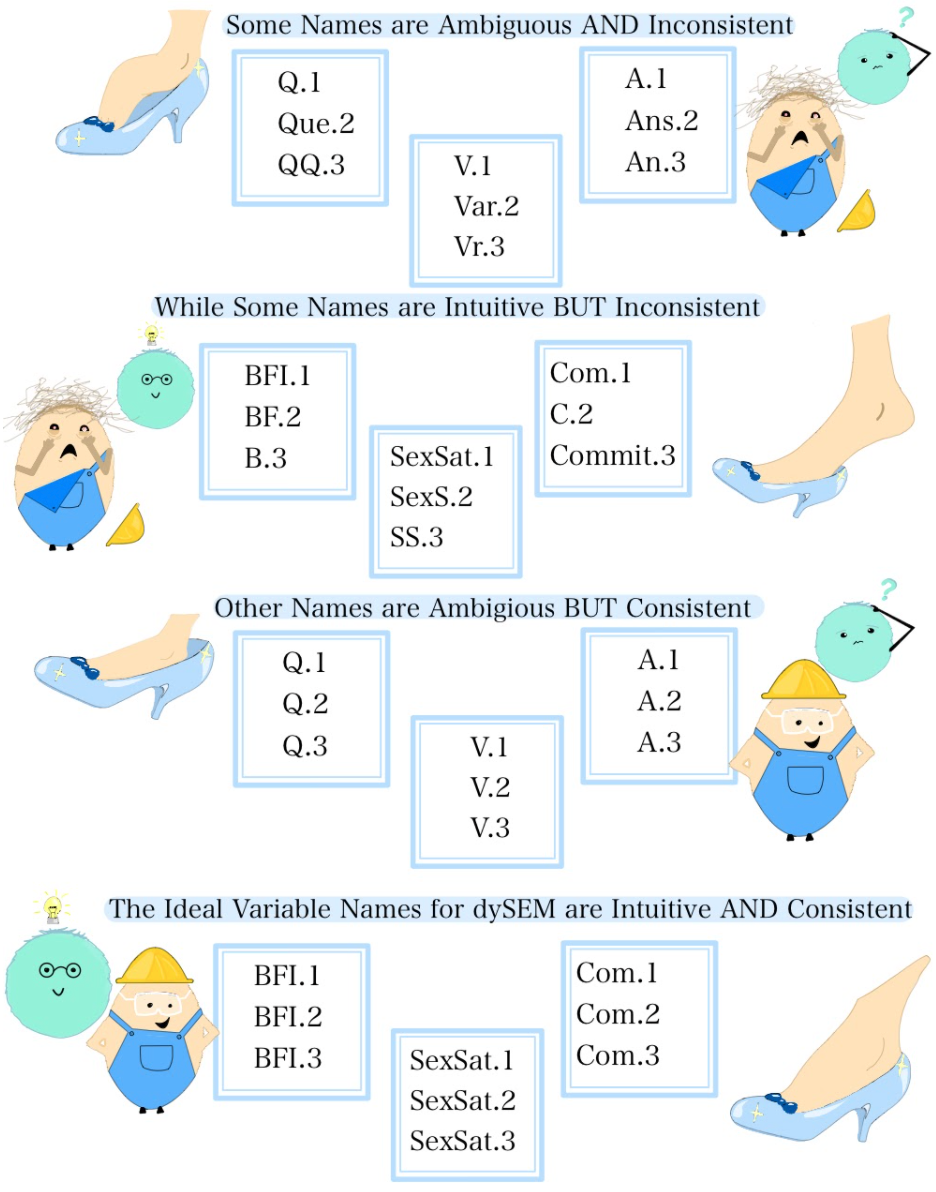 Some Names are Ambiguous AND Inconsistent
?
Q.1
Que.2
QQ.3
V.1
Var.2
Vr.3
A.1
Ans.2
An.3
While Some Names are Intuitive BUT Inconsistent
BFI.1
BF.2
B.3
SexSat.1
SexS.2
SS.3
Com.1
C.2
Commit.3
Other Names are Ambigious BUT Consistent
?
Q.1
Q.2
Q.3
V.1
V.2
V.3
A.1
A.2
A.3
The Ideal Variable Names for dySEM are Intuitive AND Consistent
BFI.1
BFI.2
BFI.3
SexSat.1
SexSat.2
SexSat.3
Com.1
Com.2
Com.3